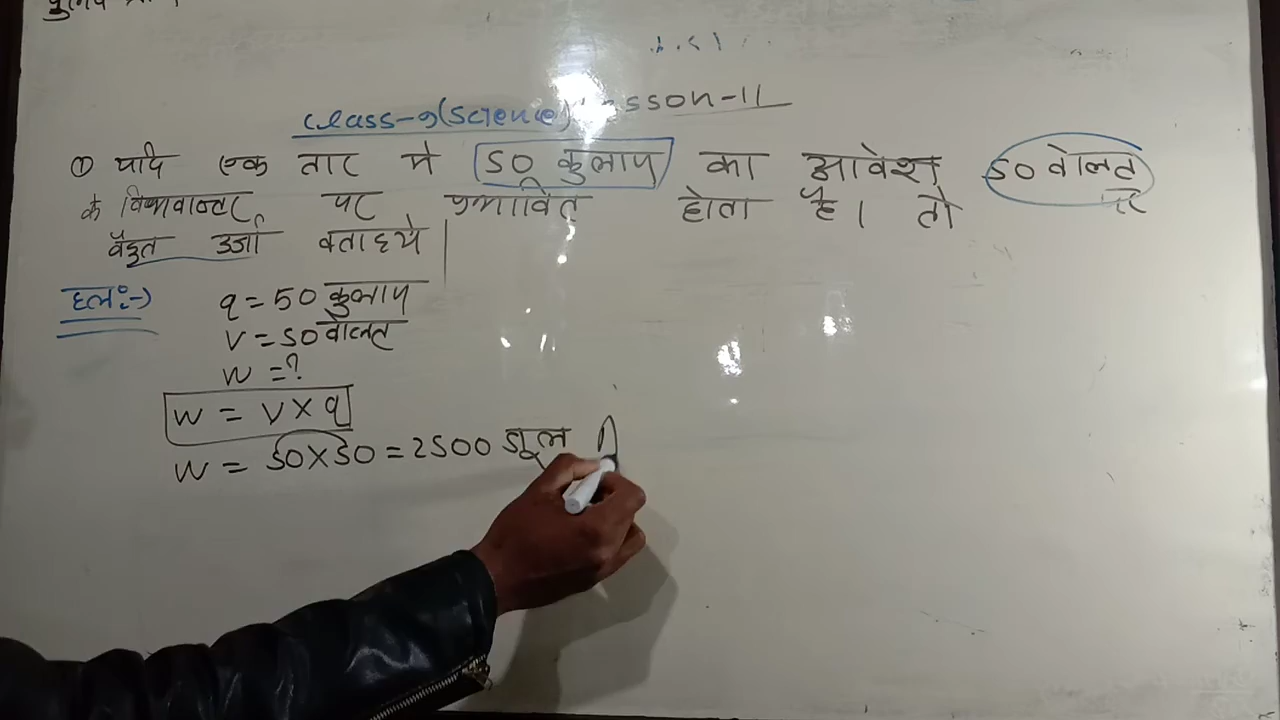 Class-9(Science) Lesson-11
① यदि एक तार मे 50 कुलाम का आवेश 50 वोल्ट
के विभवान्तर पर प्रभावित होता है। तो
वैद्युत उर्जा बताइये।
हलः-) q = 50 कुलाम
V = 50 वोल्ट
W = ?
W = V × q
W = 50×50 = 2500 जूल A